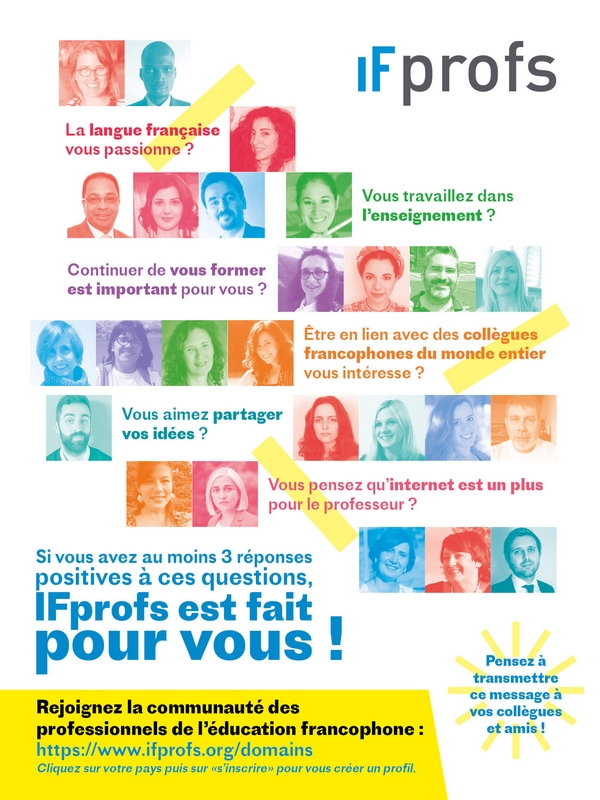 IFprofs
La langue française
vous passionne ?
Vous travaillez dans
l'enseignement ?
Continuer de vous former
est important pour vous ?
Être en lien avec des collègues
francophones du monde entier
vous intéresse ?
Vous aimez partager
vos idées ?
Vous pensez qu'internet est un plus
pour le professeur ?
Si vous avez au moins 3 réponses
positives à ces questions,
IFprofs est fait
pour vous !
Pensez à
transmettre
ce message à
vos collègues
et amis !
Rejoignez la communauté des
professionnels de l'éducation francophone :
https://www.ifprofs.org/domains
Cliquez sur votre pays puis sur «s'inscrire» pour vous créer un profil.